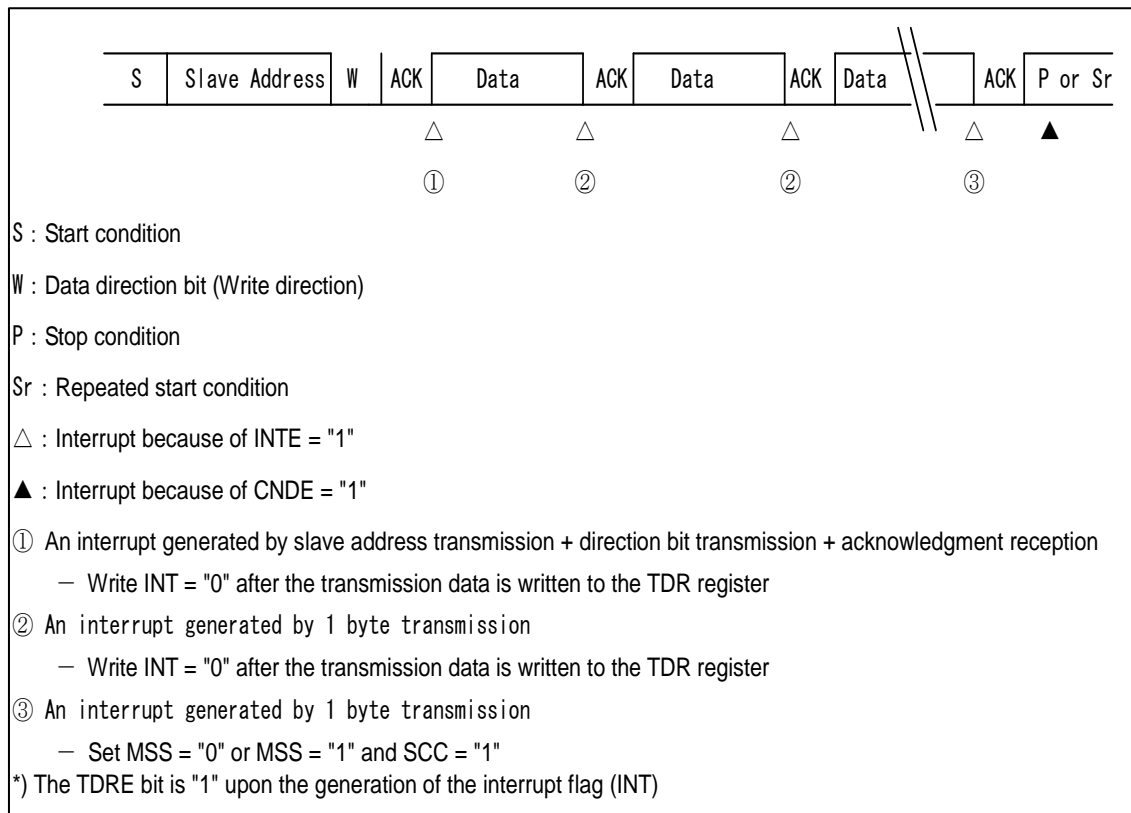 S Slave Address W ACK Data ACK Data ACK Data ACK P or Sr
△ △ △ △ ▲
① ② ② ③
S : Start condition
W : Data direction bit (Write direction)
P : Stop condition
Sr : Repeated start condition
△ : Interrupt because of INTE = "1"
▲ : Interrupt because of CNDE = "1"
① An interrupt generated by slave address transmission + direction bit transmission + acknowledgment reception
－ Write INT = "0" after the transmission data is written to the TDR register
② An interrupt generated by 1 byte transmission
－ Write INT = "0" after the transmission data is written to the TDR register
③ An interrupt generated by 1 byte transmission
－ Set MSS = "0" or MSS = "1" and SCC = "1"
*) The TDRE bit is "1" upon the generation of the interrupt flag (INT)